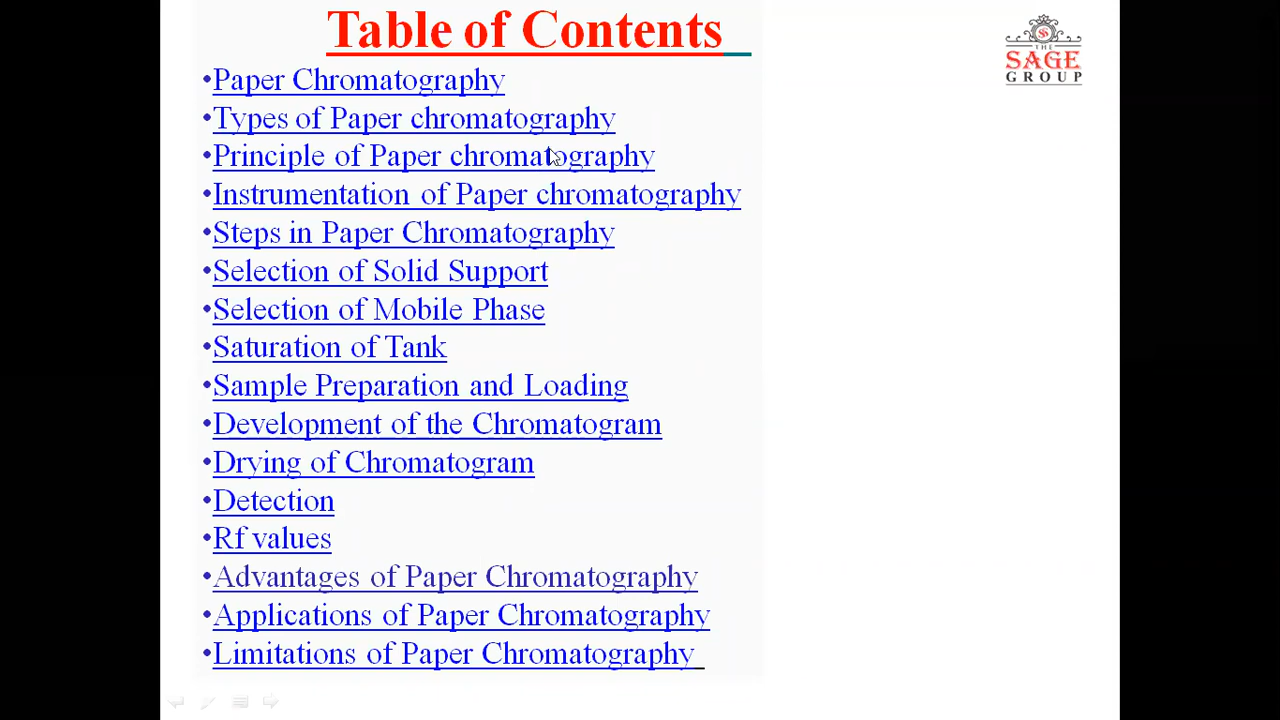 Table of Contents
•Paper Chromatography
•Types of Paper chromatography
•Principle of Paper chromatography
•Instrumentation of Paper chromatography
•Steps in Paper Chromatography
•Selection of Solid Support
•Selection of Mobile Phase
•Saturation of Tank
•Sample Preparation and Loading
•Development of the Chromatogram
•Drying of Chromatogram
•Detection
•Rf values
•Advantages of Paper Chromatography
•Applications of Paper Chromatography
•Limitations of Paper Chromatography
S S
THE
SAGE
GROUP